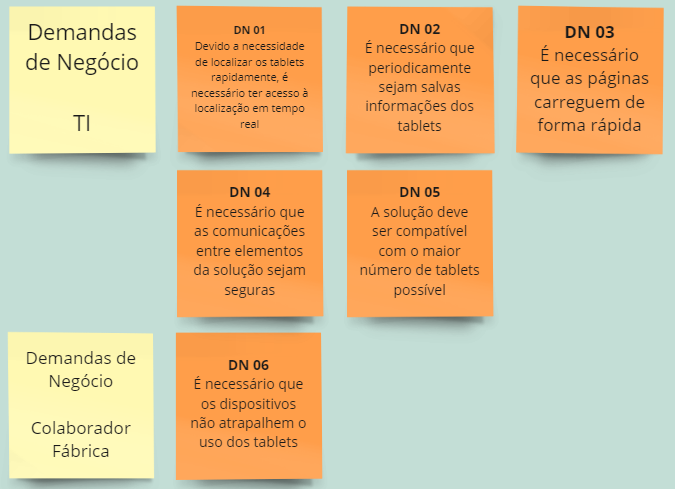 Demandas
de Negócio
TI
DN 01
Devido a necessidade
de localizar os tablets
rapidamente, é
necessário ter acesso à
localização em tempo
real
DN 02
É necessário que
periodicamente
sejam salvas
informações dos
tablets
DN 03
É necessário
que as páginas
carreguem de
forma rápida
DN 04
É necessário que
as comunicações
entre elementos
da solução sejam
seguras
DN 05
A solução deve
ser compatível
com o maior
número de tablets
possível
Demandas de
Negócio
Colaborador
Fábrica
DN 06
É necessário que
os dispositivos
não atrapalhem o
uso dos tablets